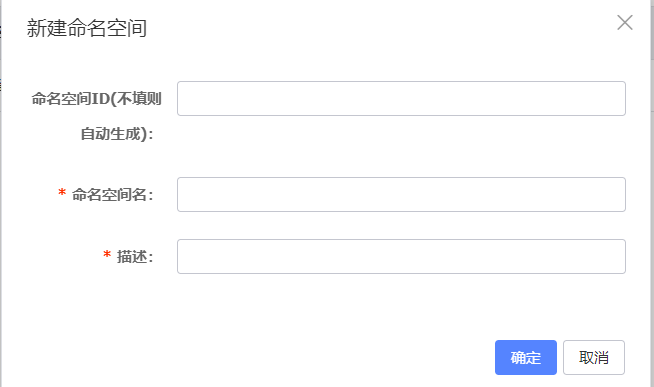 新建命名空间
命名空间ID(不填则
自动生成)：
* 命名空间名：
* 描述：
确定 取消